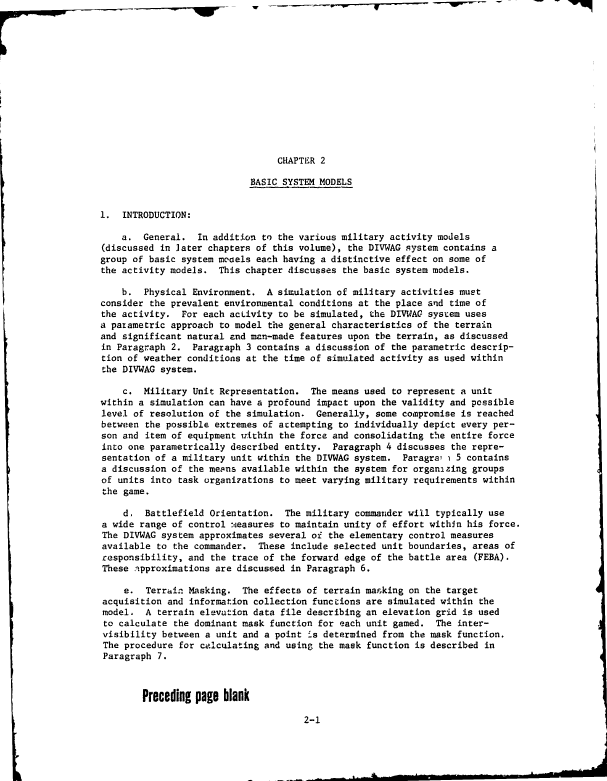 CHAPTER 2
BASIC SYSTEM MODELS
1. INTRODUCTION:
a. General. In addition to the various military activity models
(discussed in later chapters of this volume), the DIVWAG system contains a
group of basic system models each having a distinctive effect on some of
the activity models. This chapter discusses the basic system models.
b. Physical Environment. A simulation of military activities must
consider the prevalent environmental conditions at the place and time of
the activity. For each activity to be simulated, the DIVWAG system uses
a parametric approach to model the general characteristics of the terrain
and significant natural and man-made features upon the terrain, as discussed
in Paragraph 2. Paragraph 3 contains a discussion of the parametric descrip-
tion of weather conditions at the time of simulated activity as used within
the DIVWAG system.
c. Military Unit Representation. The means used to represent a unit
within a simulation can have a profound impact upon the validity and possible
level of resolution of the simulation. Generally, some compromise is reached
between the possible extremes of attempting to individually depict every per-
son and item of equipment within the force and consolidating the entire force
into one parametrically described entity. Paragraph 4 discusses the repre-
sentation of a military unit within the DIVWAG system. Paragraph 5 contains
a discussion of the means available within the system for organizing groups
of units into task organizations to meet varying military requirements within
the game.
d. Battlefield Orientation. The military commander will typically use
a wide range of control measures to maintain unity of effort within his force.
The DIVWAG system approximates several of the elementary control measures
available to the commander. These include selected unit boundaries, areas of
responsibility, and the trace of the forward edge of the battle area (FEBA).
These approximations are discussed in Paragraph 6.
e. Terrain Masking. The effects of terrain masking on the target
acquisition and information collection functions are simulated within the
model. A terrain elevation data file describing an elevation grid is used
to calculate the dominant mask function for each unit gamed. The inter-
visibility between a unit and a point is determined from the mask function.
The procedure for calculating and using the mask function is described in
Paragraph 7.
Preceding page blank
2-1